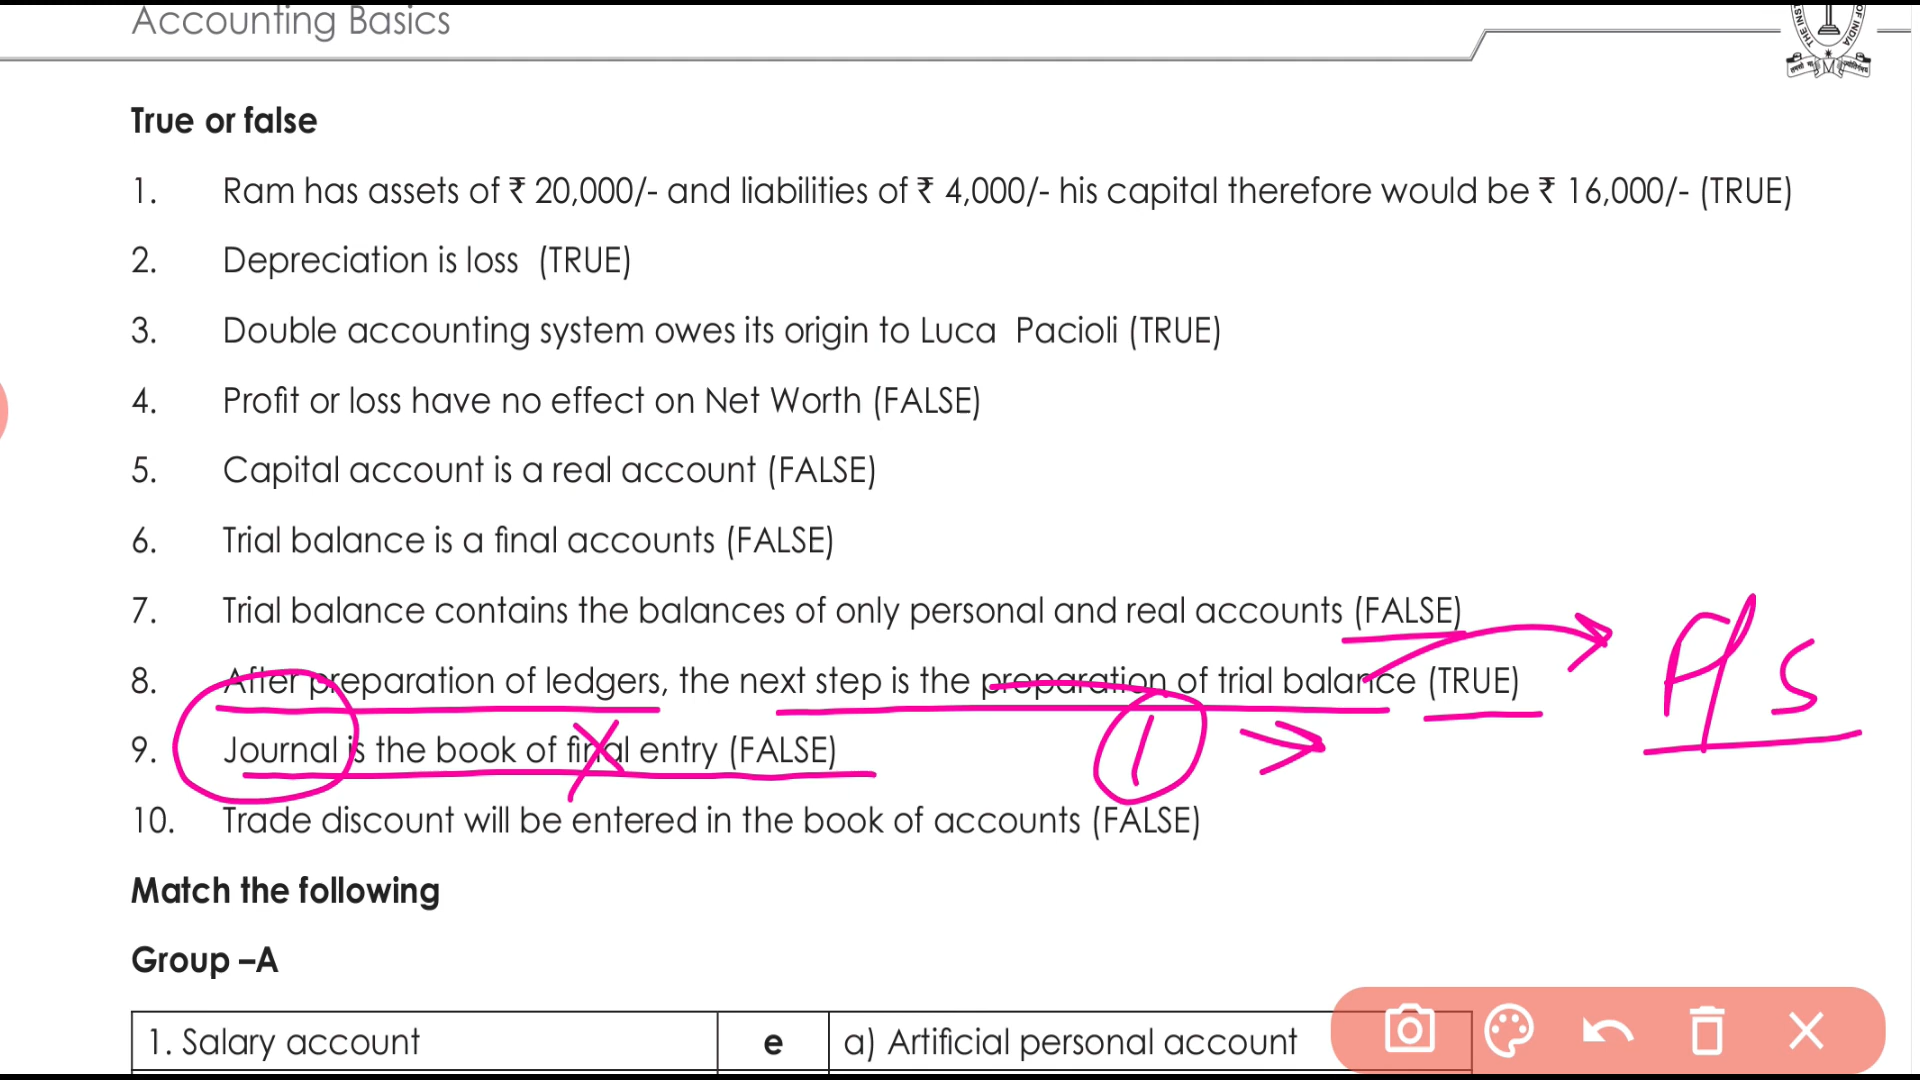 Accounting Basics
THE INS
OF INDIA
True or false
1. Ram has assets of ₹ 20,000/- and liabilities of ₹ 4,000/- his capital therefore would be ₹ 16,000/- (TRUE)
2. Depreciation is loss (TRUE)
3. Double accounting system owes its origin to Luca Pacioli (TRUE)
4. Profit or loss have no effect on Net Worth (FALSE)
5. Capital account is a real account (FALSE)
6. Trial balance is a final accounts (FALSE)
7. Trial balance contains the balances of only personal and real accounts (FALSE)
8. After preparation of ledgers, the next step is the preparation of trial balance (TRUE)
9. Journal is the book of final entry (FALSE)
10. Trade discount will be entered in the book of accounts (FALSE)
Match the following
Group –A
1. Salary account e a) Artificial personal account